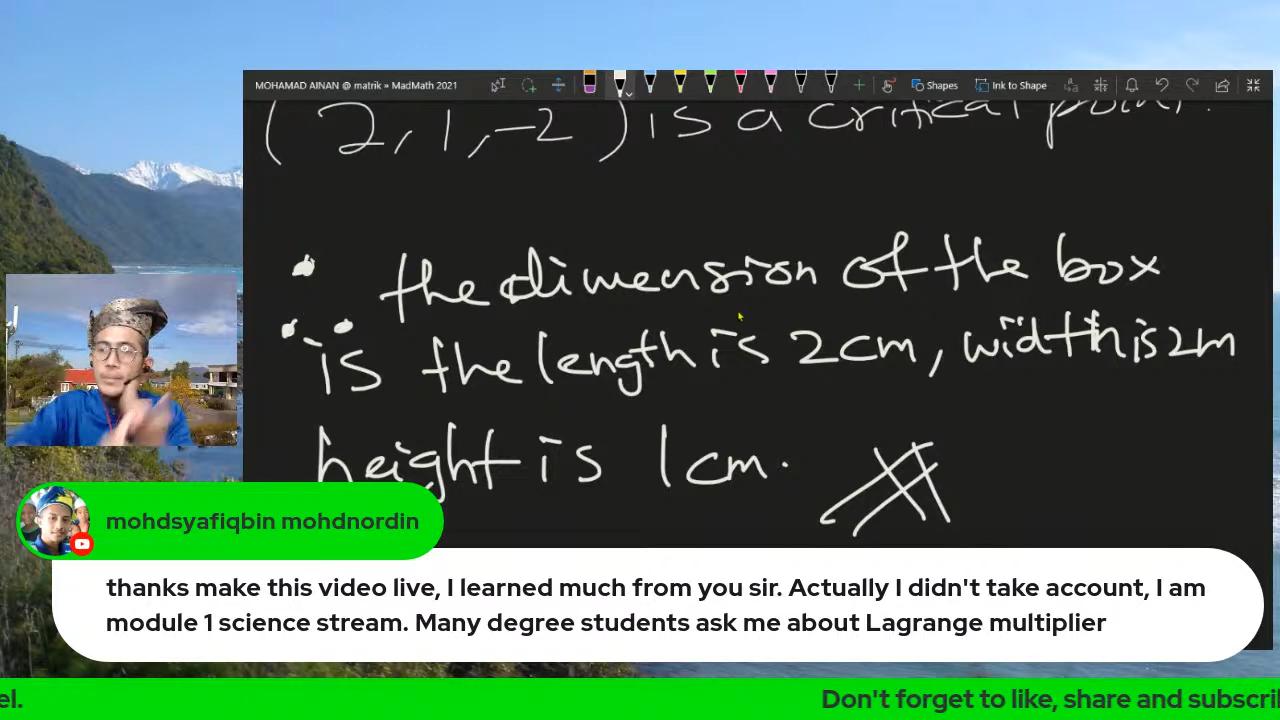 MOHAMAD AINAN @ matrik » MadMath 2021
Shapes
Ink to Shape
(2, 1, -2) is a critical point.
the dimension of the box
is the length is 2cm, width is 2m
height is 1cm.
mohdsyafiqbin mohdnordin
thanks make this video live, I learned much from you sir. Actually I didn't take account, I am
module 1 science stream. Many degree students ask me about Lagrange multiplier
el.
Don't forget to like, share and subscri